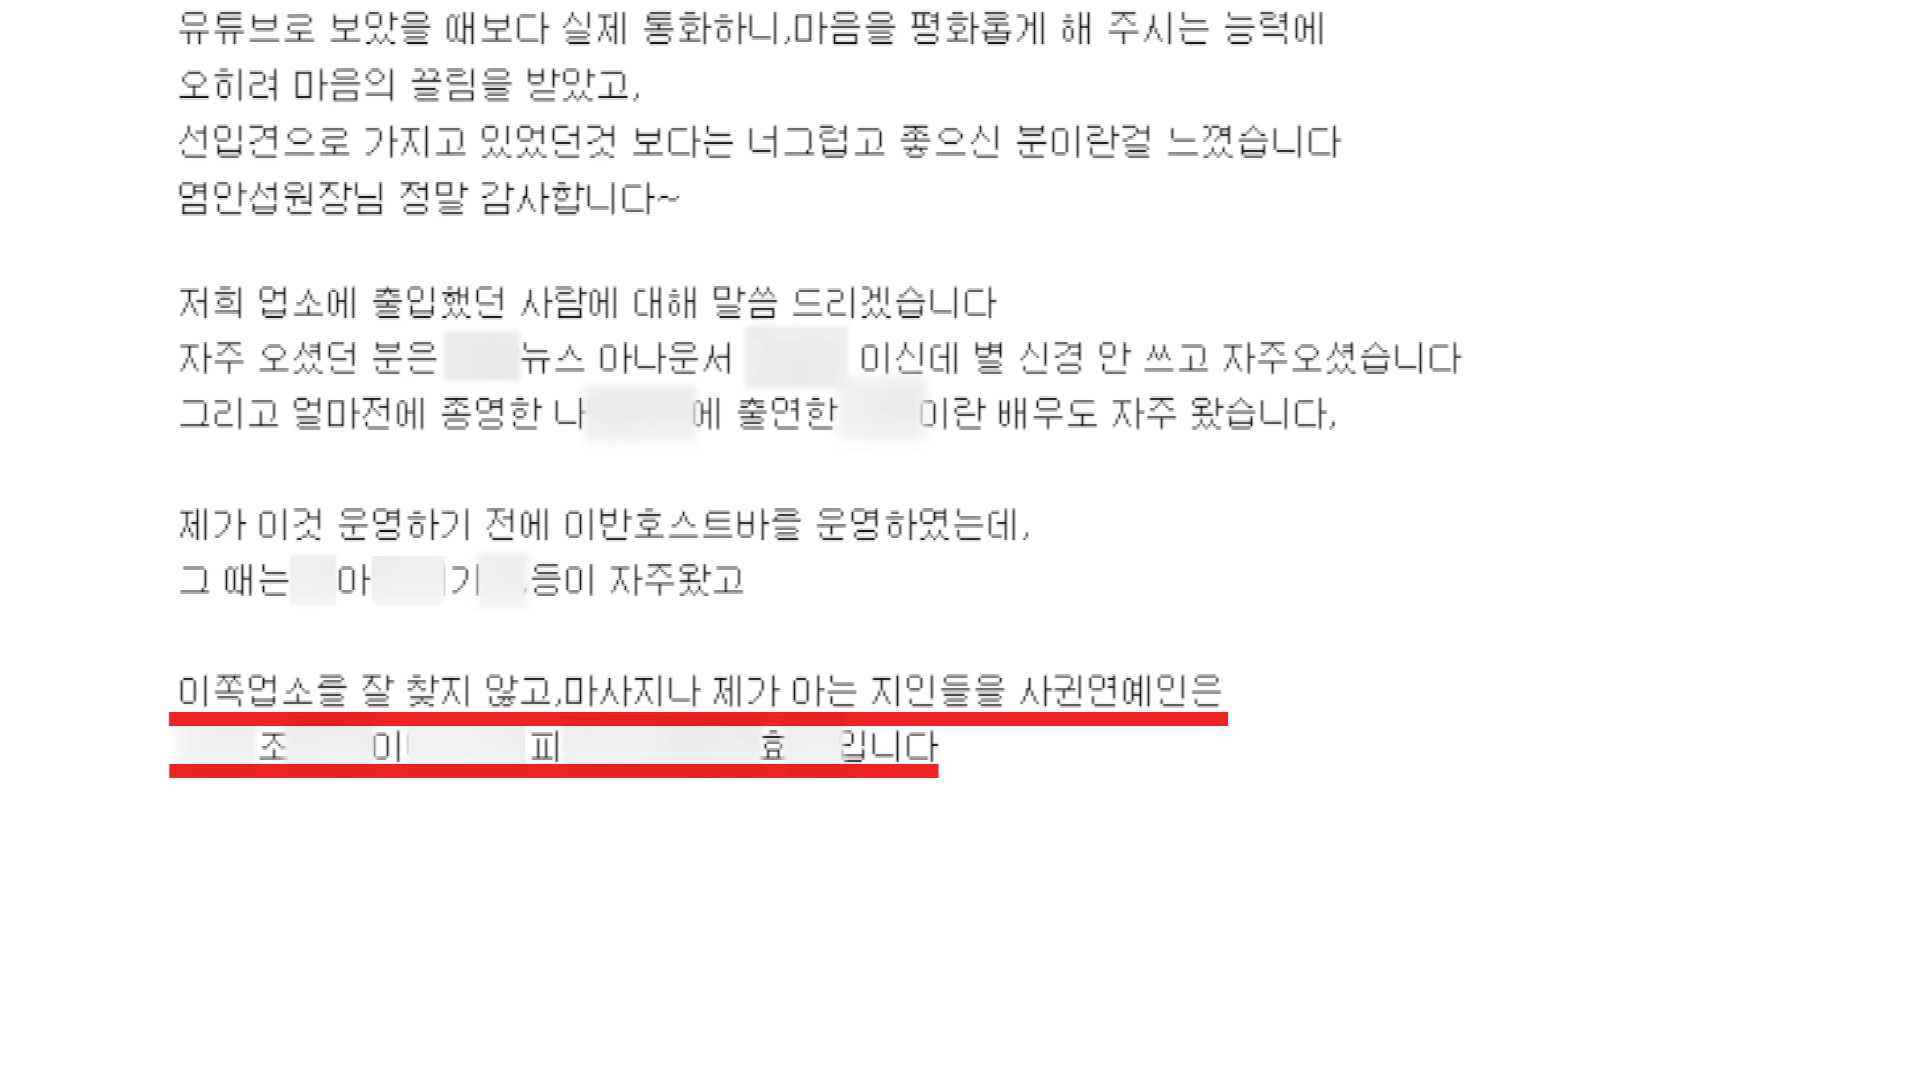 유튜브로 보았을 때보다 실제 통화하니,마음을 평화롭게 해 주시는 능력에
오히려 마음의 끌림을 받았고,
선입견으로 가지고 있었던것 보다는 너그럽고 좋으신 분이란걸 느꼈습니다
염안섭원장님 정말 감사합니다~
저희 업소에 출입했던 사람에 대해 말씀 드리겠습니다
자주 오셨던 분은 뉴스 아나운서 이신데 별 신경 안 쓰고 자주오셨습니다
그리고 얼마전에 종영한 나 에 출연한 이란 배우도 자주 왔습니다,
제가 이것 운영하기 전에 이반호스트바를 운영하였는데,
그 때는 아 기 등이 자주왔고
이쪽업소를 잘 찾지 않고,마사지나 제가 아는 지인들을 사귄연예인은
조 이 피 효 입니다